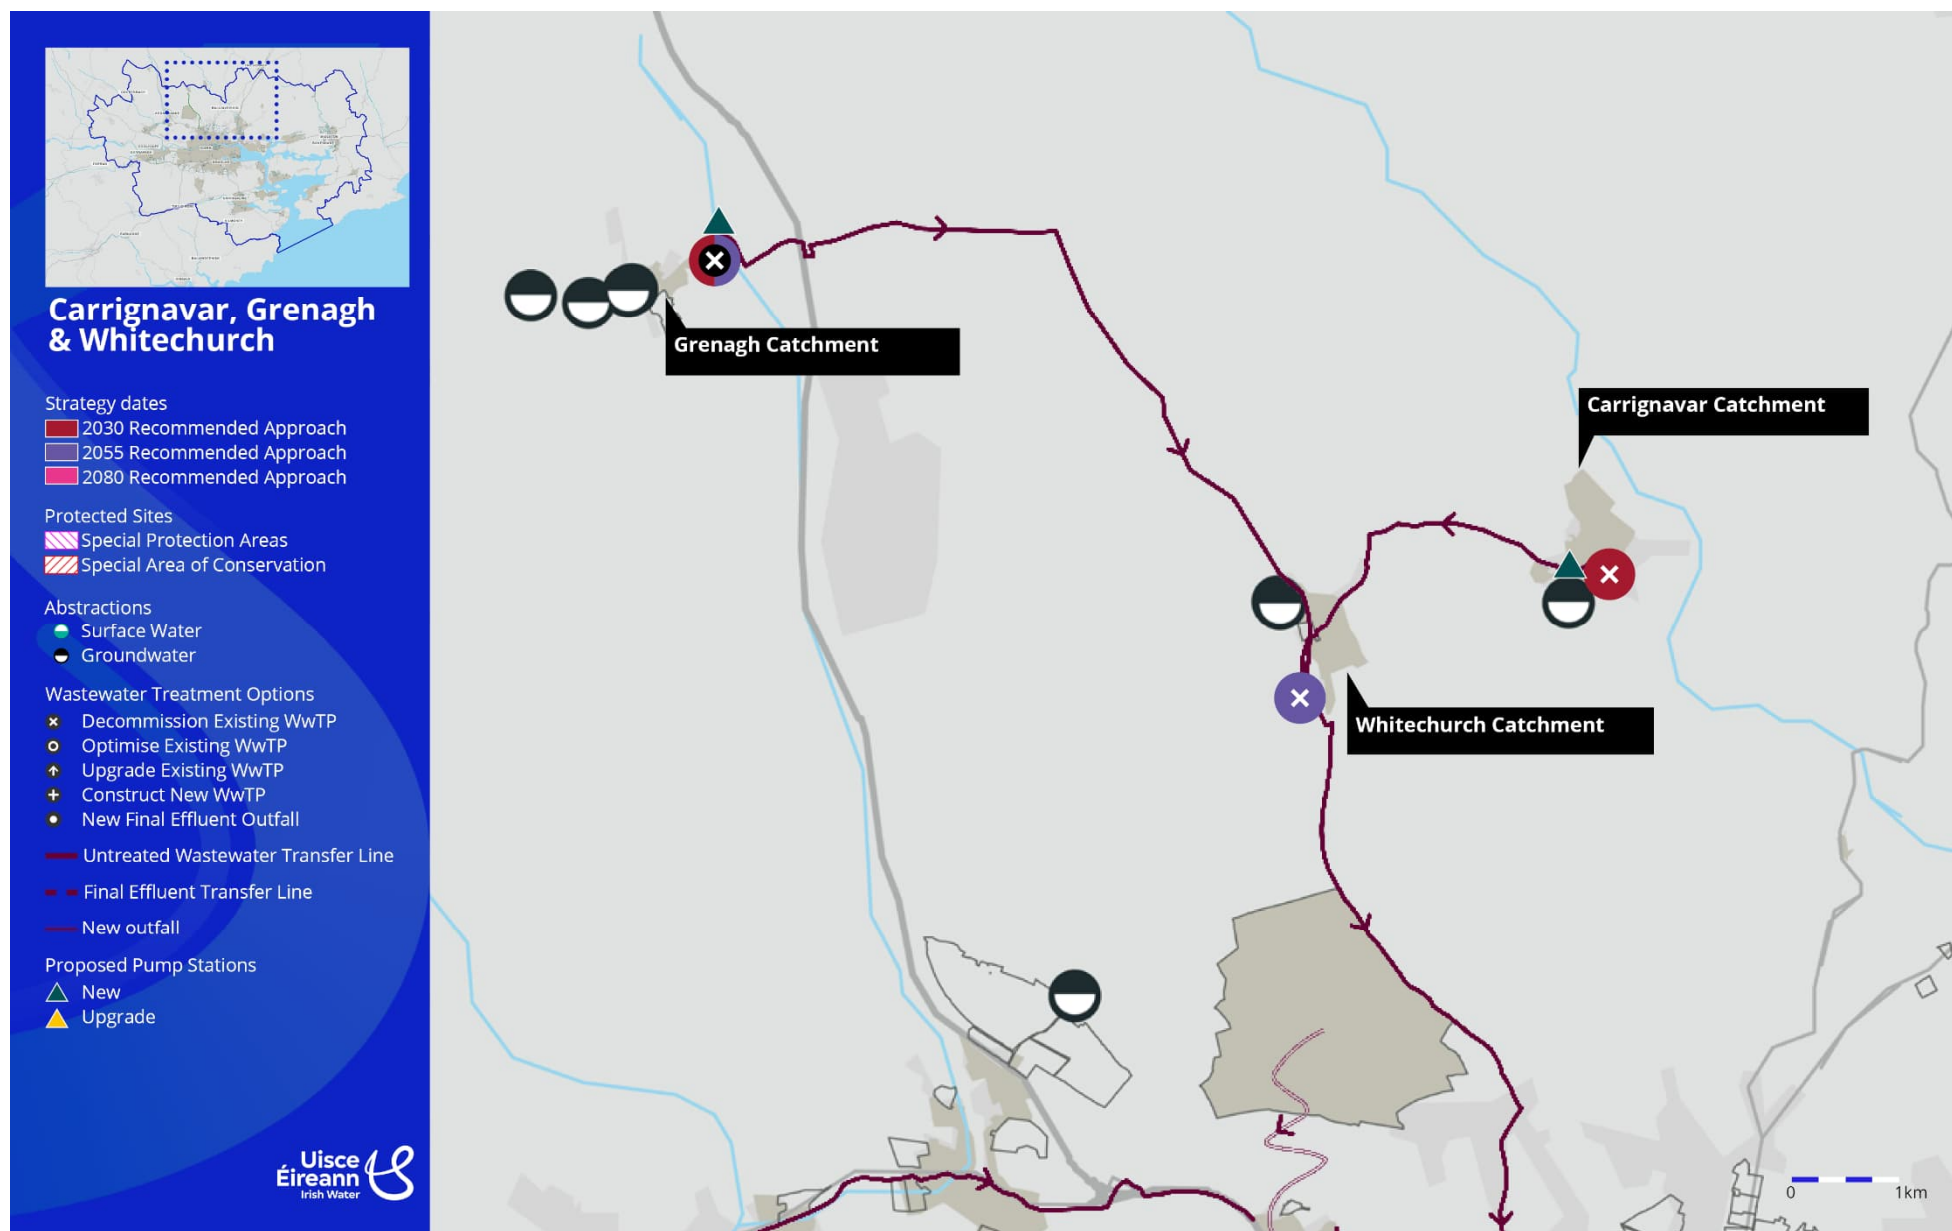 Carrignavar, Grenagh
& Whitechurch
Strategy dates
2030 Recommended Approach
2055 Recommended Approach
2080 Recommended Approach
Protected Sites
Special Protection Areas
Special Area of Conservation
Abstractions
Surface Water
Groundwater
Wastewater Treatment Options
Decommission Existing WwTP
Optimise Existing WwTP
Upgrade Existing WwTP
Construct New WwTP
New Final Effluent Outfall
Untreated Wastewater Transfer Line
Final Effluent Transfer Line
New outfall
Proposed Pump Stations
New
Upgrade
Uisce
Éireann
Irish Water
Grenagh Catchment
Carrignavar Catchment
Whitechurch Catchment
0 1km